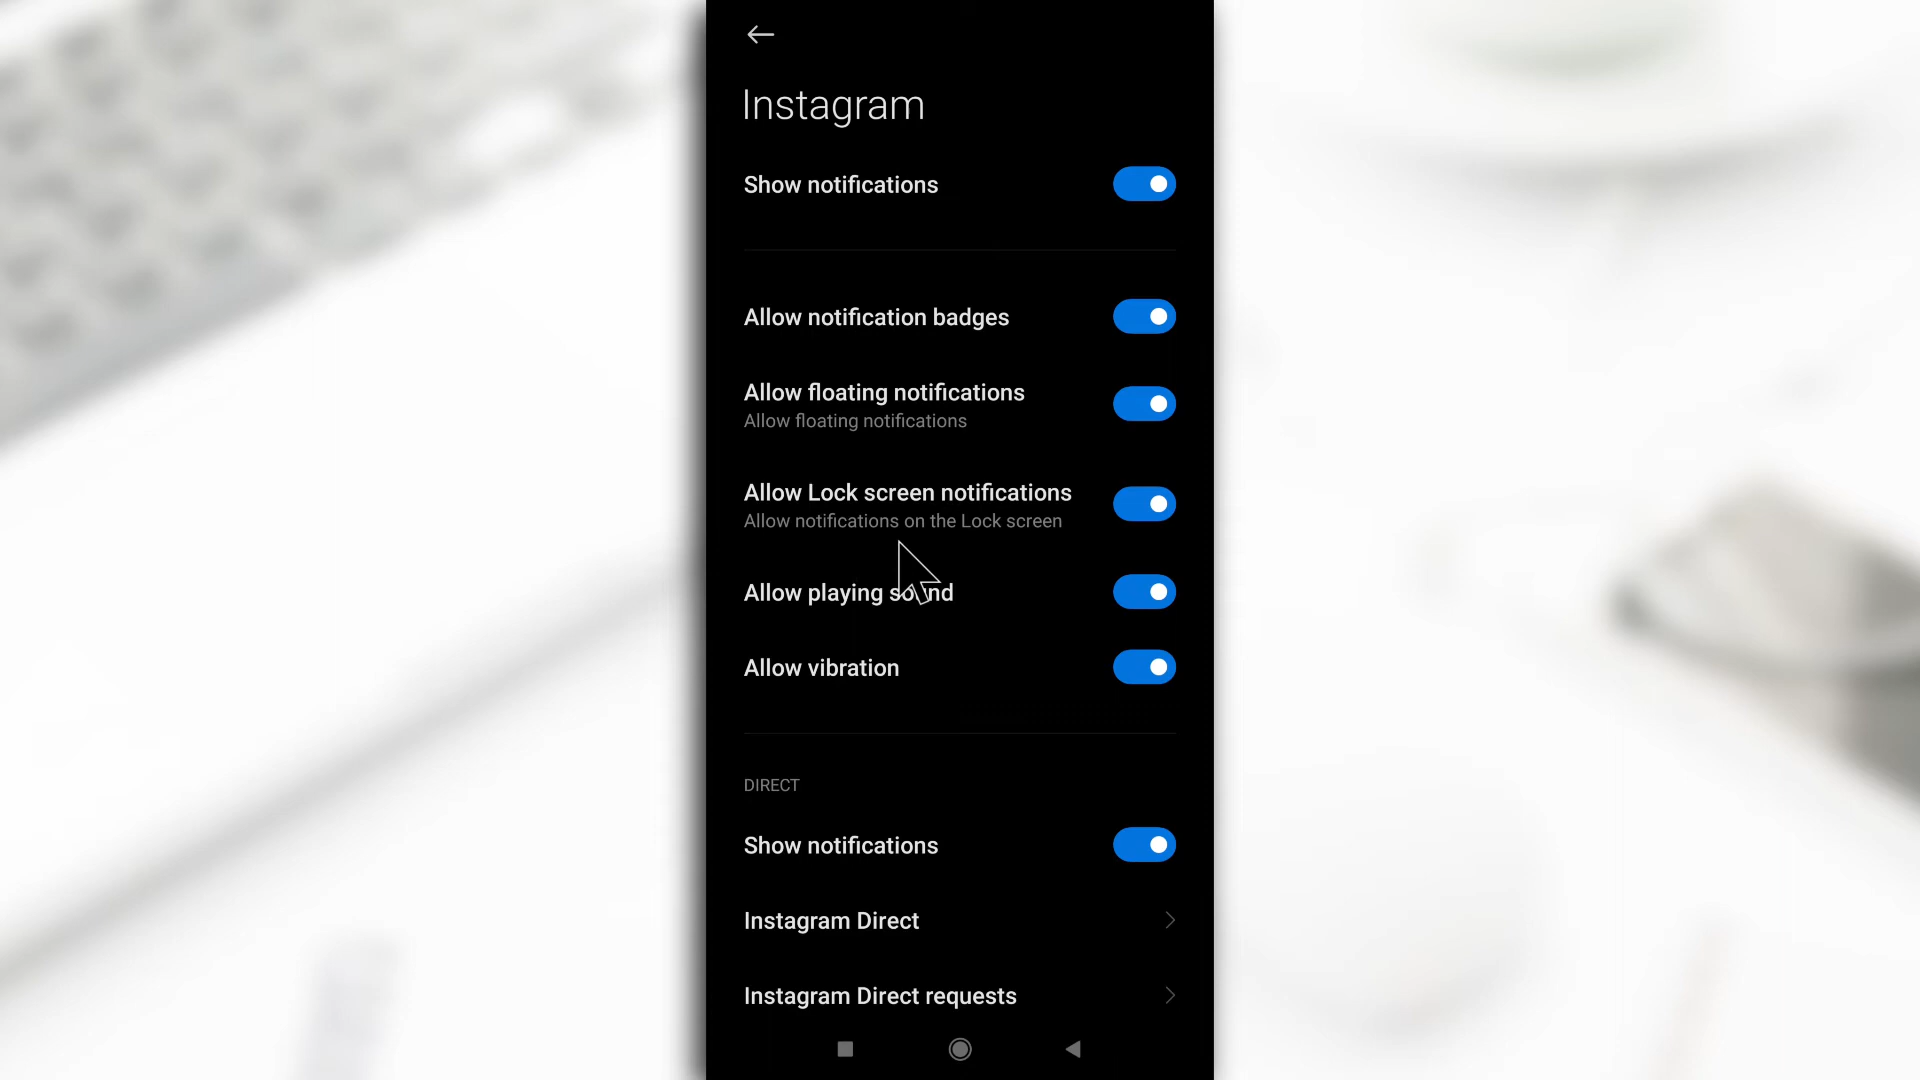 Instagram
Show notifications
Allow notification badges
Allow floating notifications
Allow floating notifications
Allow Lock screen notifications
Allow notifications on the Lock screen
Allow playing sound
Allow vibration
DIRECT
Show notifications
Instagram Direct
Instagram Direct requests